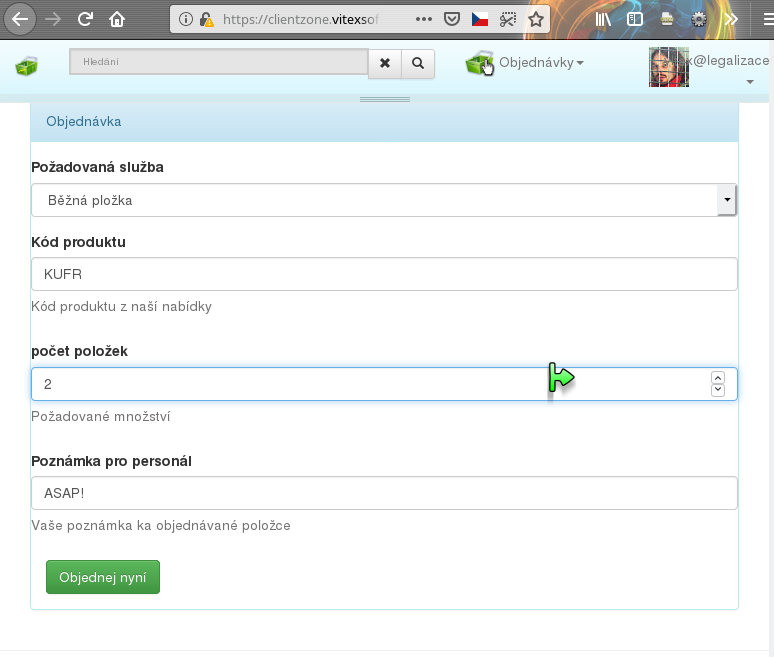 https://clientzone.vitexsof
Hledání
Objednávky
x@legalizace
Objednávka
Požadovaná služba
Běžná pložka
Kód produktu
KUFR
Kód produktu z naší nabídky
počet položek
2
Požadované množství
Poznámka pro personál
ASAP!
Vaše poznámka ka objednávané položce
Objednej nyní